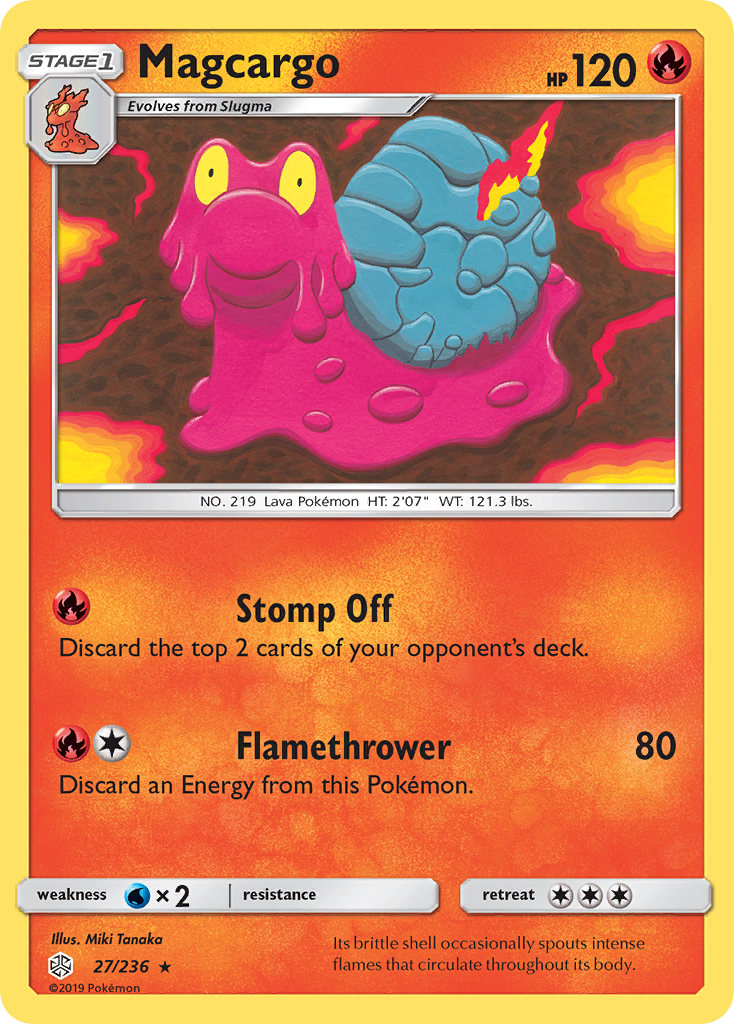 STAGE1
Magcargo
HP 120
Evolves from Slugma
NO. 219 Lava Pokémon HT: 2'07" WT: 121.3 lbs.
Stomp Off
Discard the top 2 cards of your opponent's deck.
Flamethrower 80
Discard an Energy from this Pokémon.
weakness × 2 resistance retreat
Illus. Miki Tanaka
27/236 ★
©2019 Pokémon
Its brittle shell occasionally spouts intense
flames that circulate throughout its body.